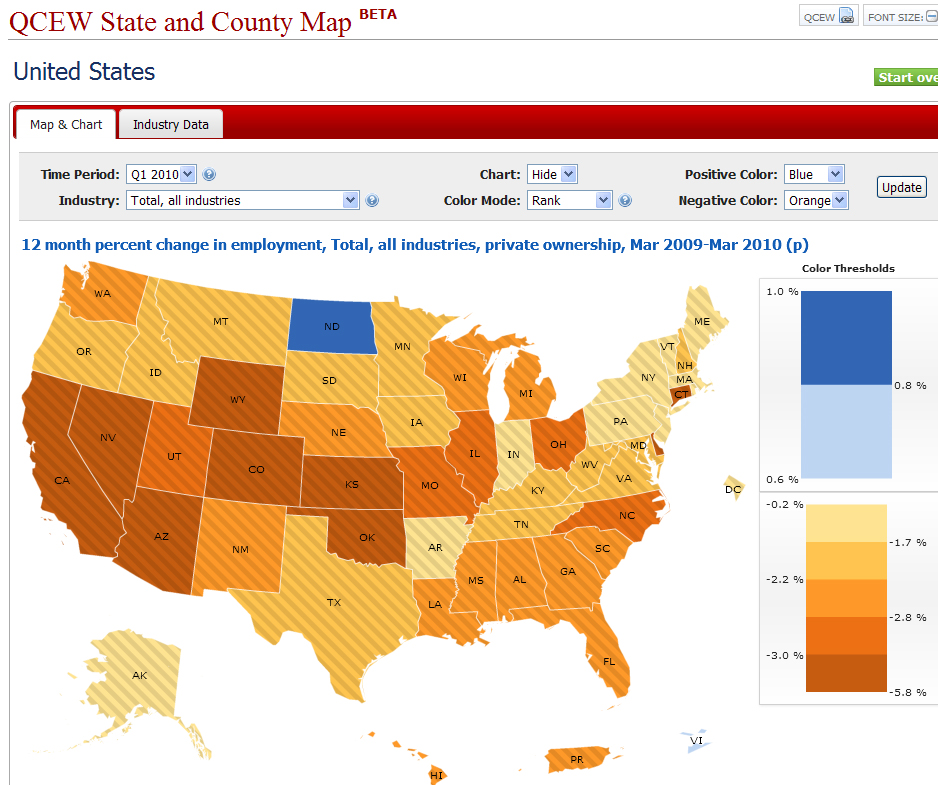 QCEW State and County Map BETA
QCEW FONT SIZE:
United States
Start ove
Map & Chart Industry Data
Time Period: Q1 2010 Chart: Hide Positive Color: Blue
Update
Industry: Total, all industries Color Mode: Rank Negative Color: Orange
12 month percent change in employment, Total, all industries, private ownership, Mar 2009-Mar 2010 (p)
Color Thresholds
1.0 %
0.8 %
0.6 %
-0.2 %
-1.7 %
-2.2 %
-2.8 %
-3.0 %
-5.8 %
WA
MT
ND
ME
OR
MN
VT
ID
NH
SD
WI
NY
MA
WY
MI
CT
IA
PA
NV
NE
OH
MD
UT
IL
IN
CO
WV
CA
KS
MO
KY
VA
DC
NC
TN
AZ
OK
NM
AR
SC
MS
AL
GA
TX
LA
FL
AK
VI
PR
HI